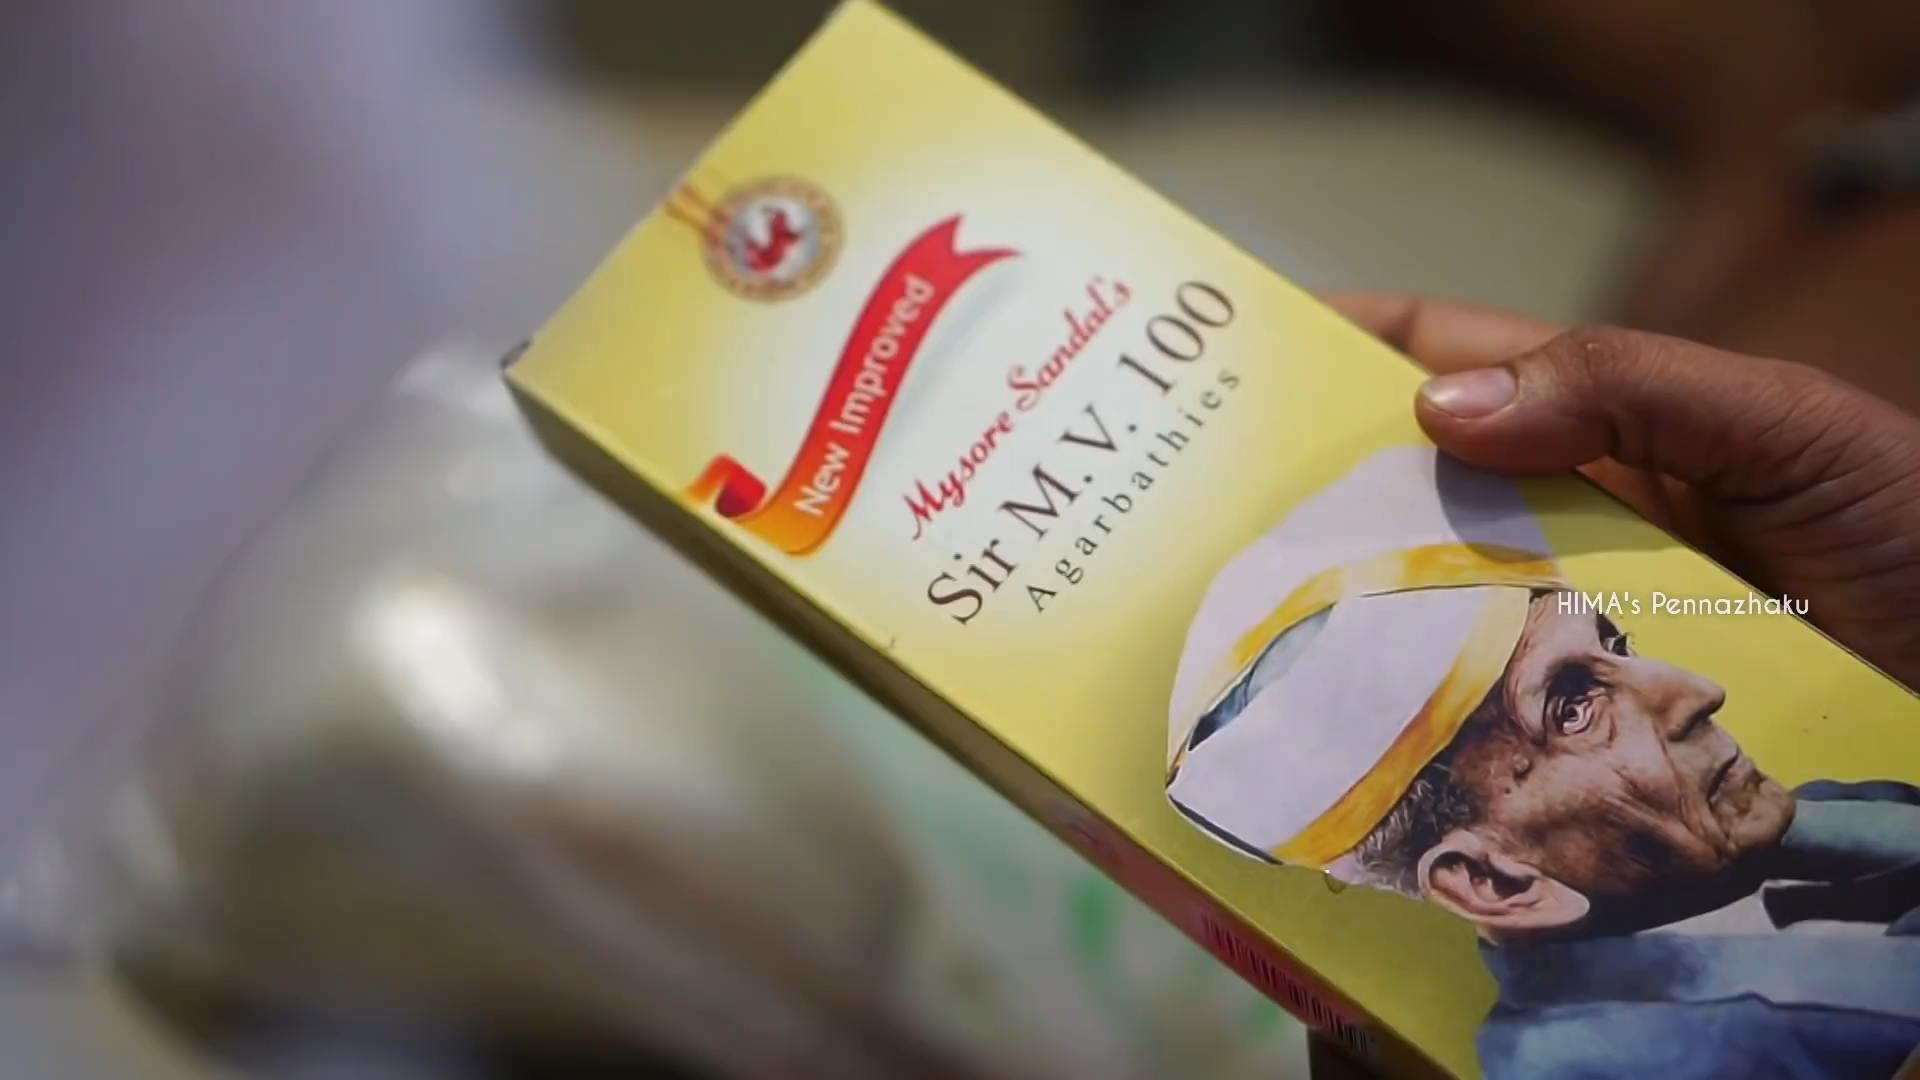 New Improved
Mysore Sandal's
Sir M.V. 100
Agarbathies
HIMA's Pennazhaku